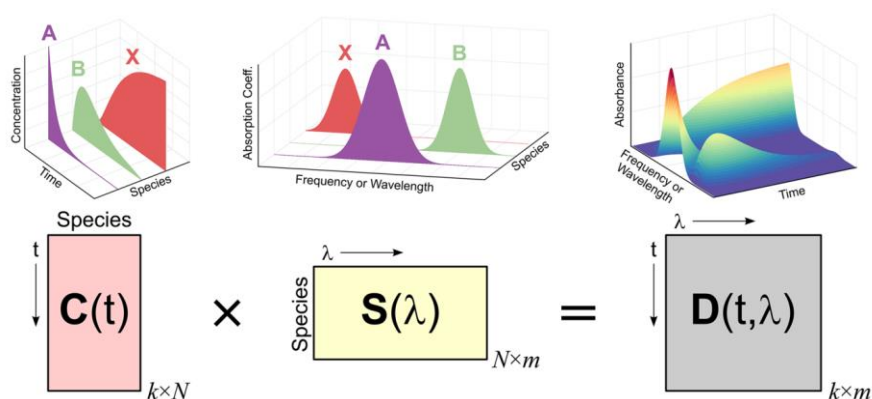 A
B
X
Concentration
Time
Species
X
A
B
Absorption Coeff.
Frequency or Wavelength
Species
Absorbance
Frequency or
Wavelength
Time
Species
t
C(t)
k×N
×
λ
Species
S(λ)
N×m
=
λ
t
D(t,λ)
k×m